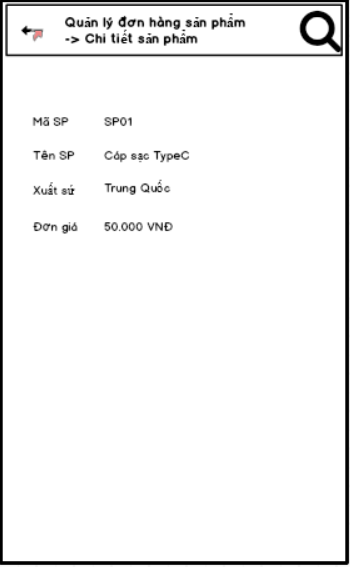 Quản lý đơn hàng sản phẩm
-> Chi tiết sản phẩm
Mã SP SP01
Tên SP Cáp sạc TypeC
Xuất sứ Trung Quốc
Đơn giá 50.000 VNĐ